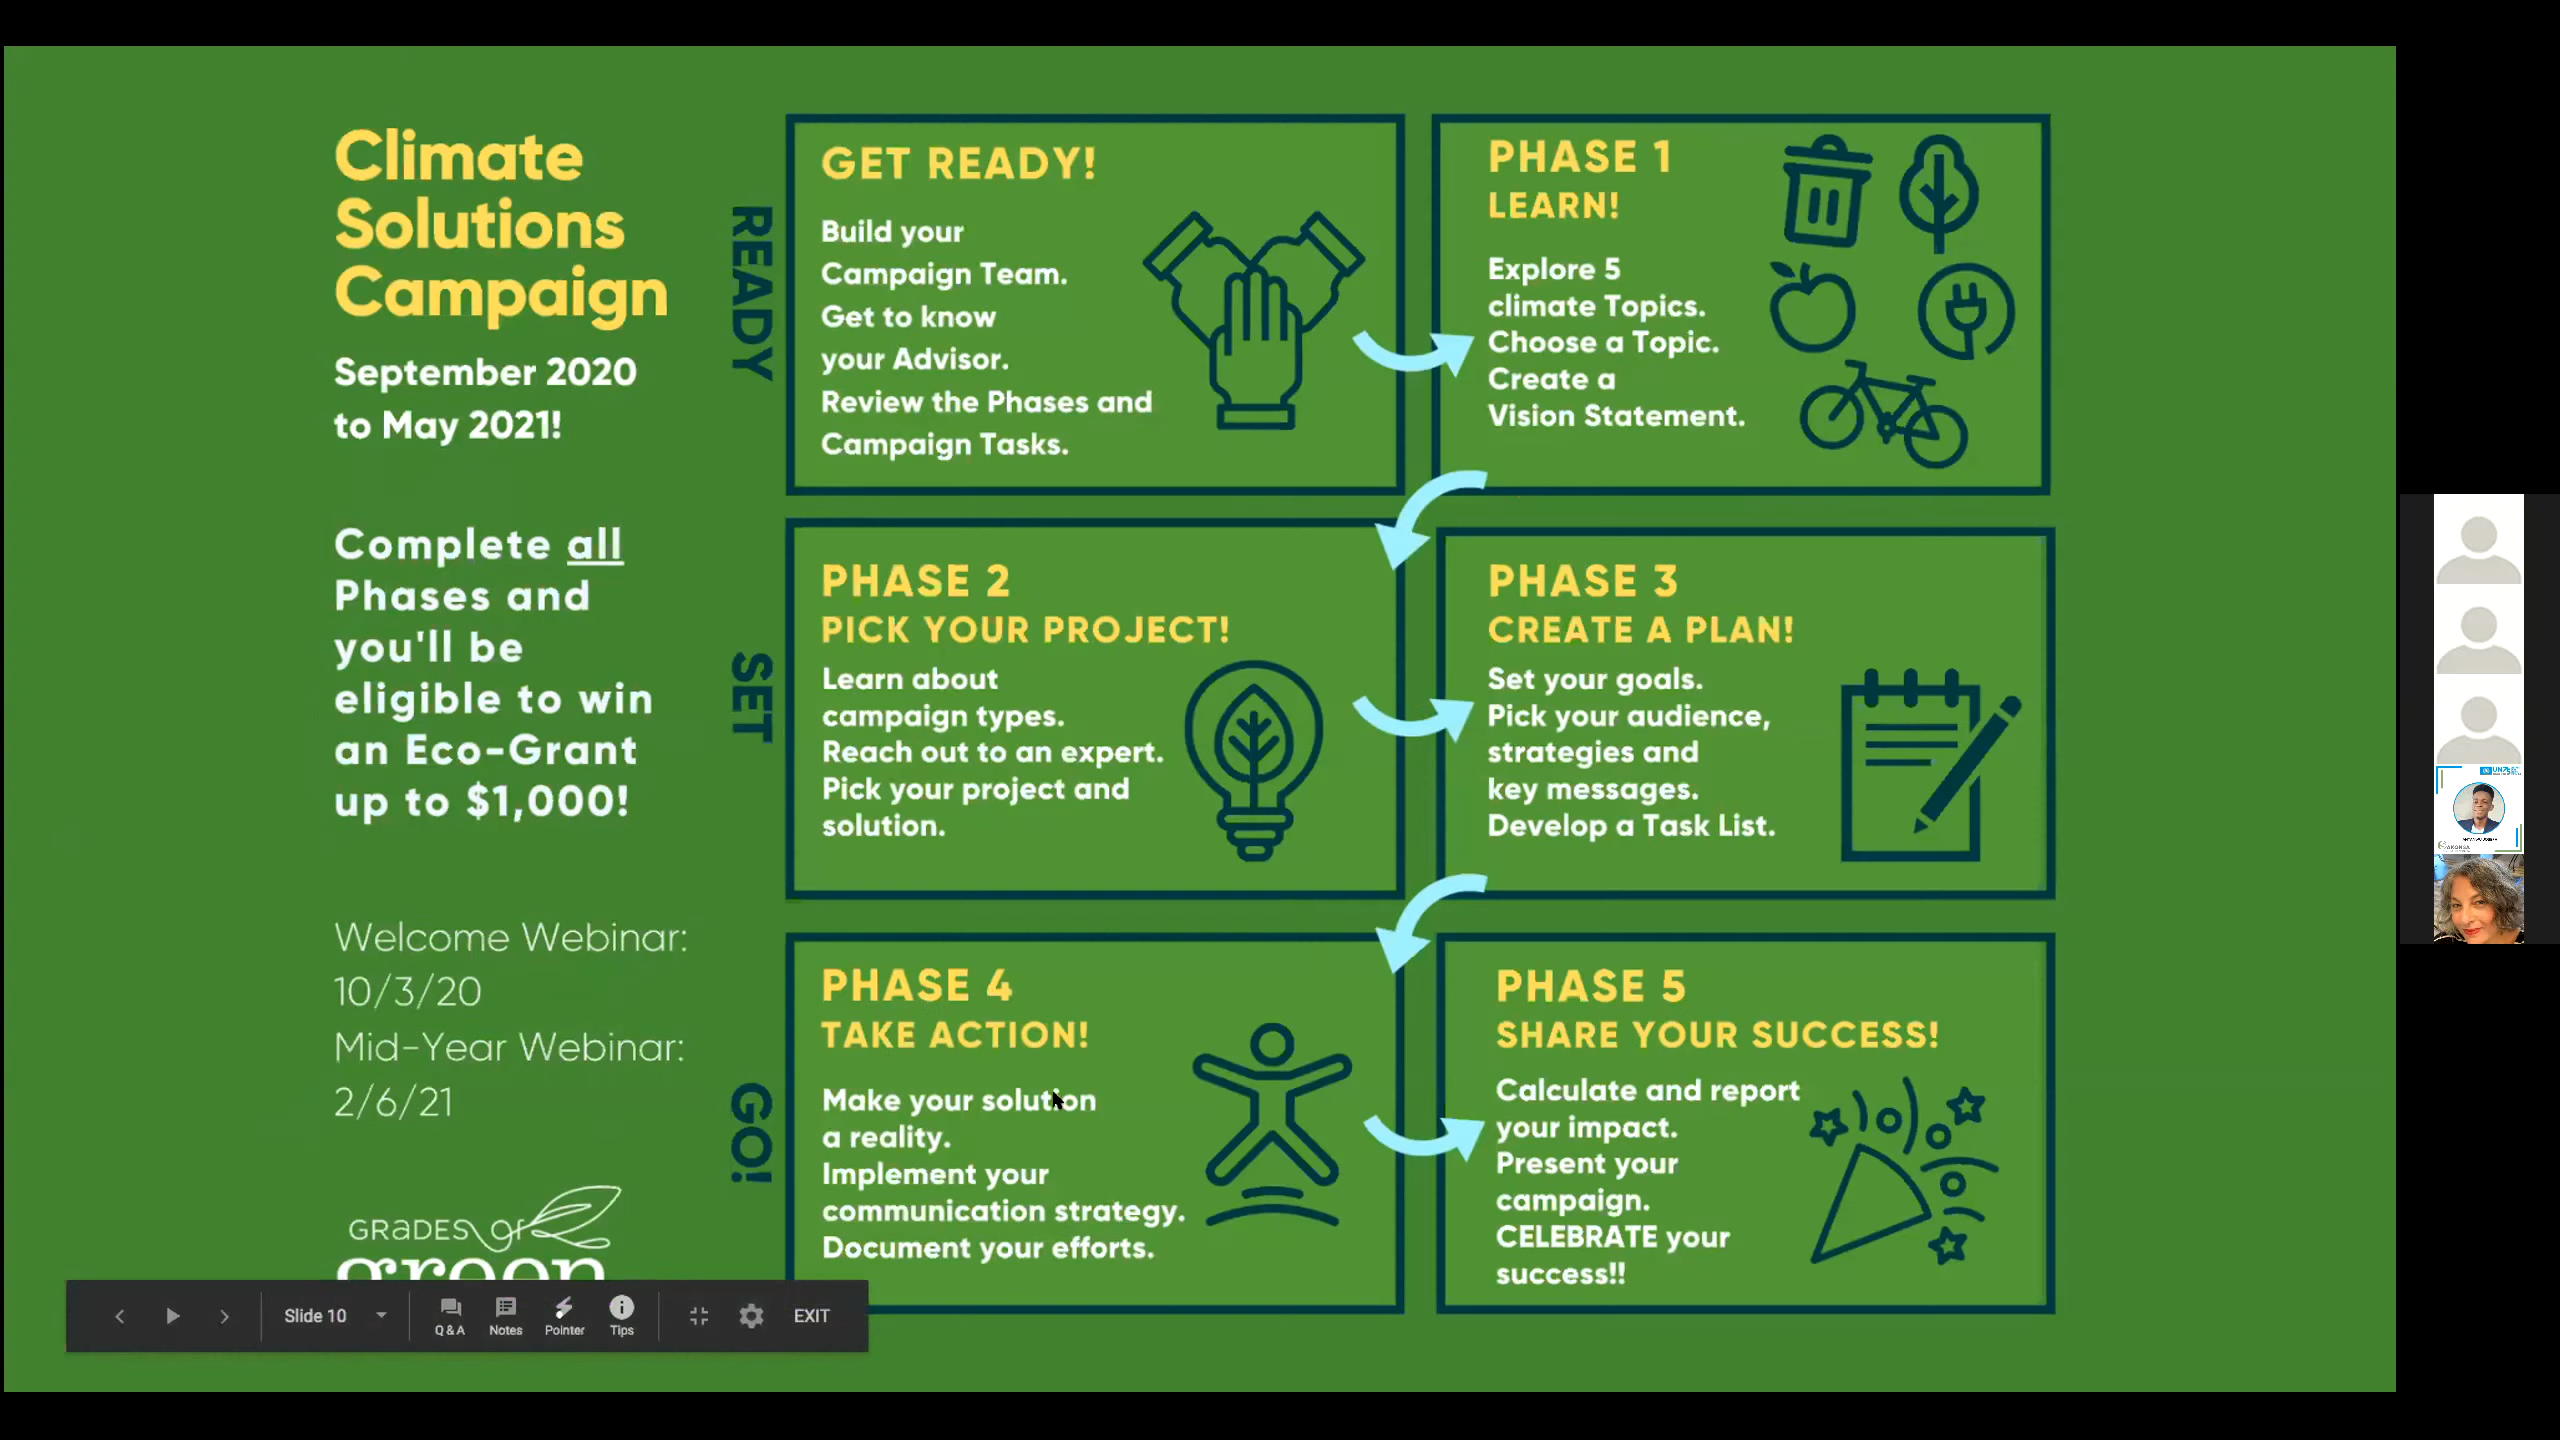 Climate
Solutions
Campaign
September 2020
to May 2021!
Complete all
Phases and
you'll be
eligible to win
an Eco-Grant
up to $1,000!
Welcome Webinar:
10/3/20
Mid-Year Webinar:
2/6/21
GRADES of
green
READY
GET READY!
Build your
Campaign Team.
Get to know
your Advisor.
Review the Phases and
Campaign Tasks.
PHASE 1
LEARN!
Explore 5
climate Topics.
Choose a Topic.
Create a
Vision Statement.
SET
PHASE 2
PICK YOUR PROJECT!
Learn about
campaign types.
Reach out to an expert.
Pick your project and
solution.
PHASE 3
CREATE A PLAN!
Set your goals.
Pick your audience,
strategies and
key messages.
Develop a Task List.
GO!
PHASE 4
TAKE ACTION!
Make your solution
a reality.
Implement your
communication strategy.
Document your efforts.
PHASE 5
SHARE YOUR SUCCESS!
Calculate and report
your impact.
Present your
campaign.
CELEBRATE your
success!!
Slide 10
Q & A
Notes
Pointer
Tips
EXIT